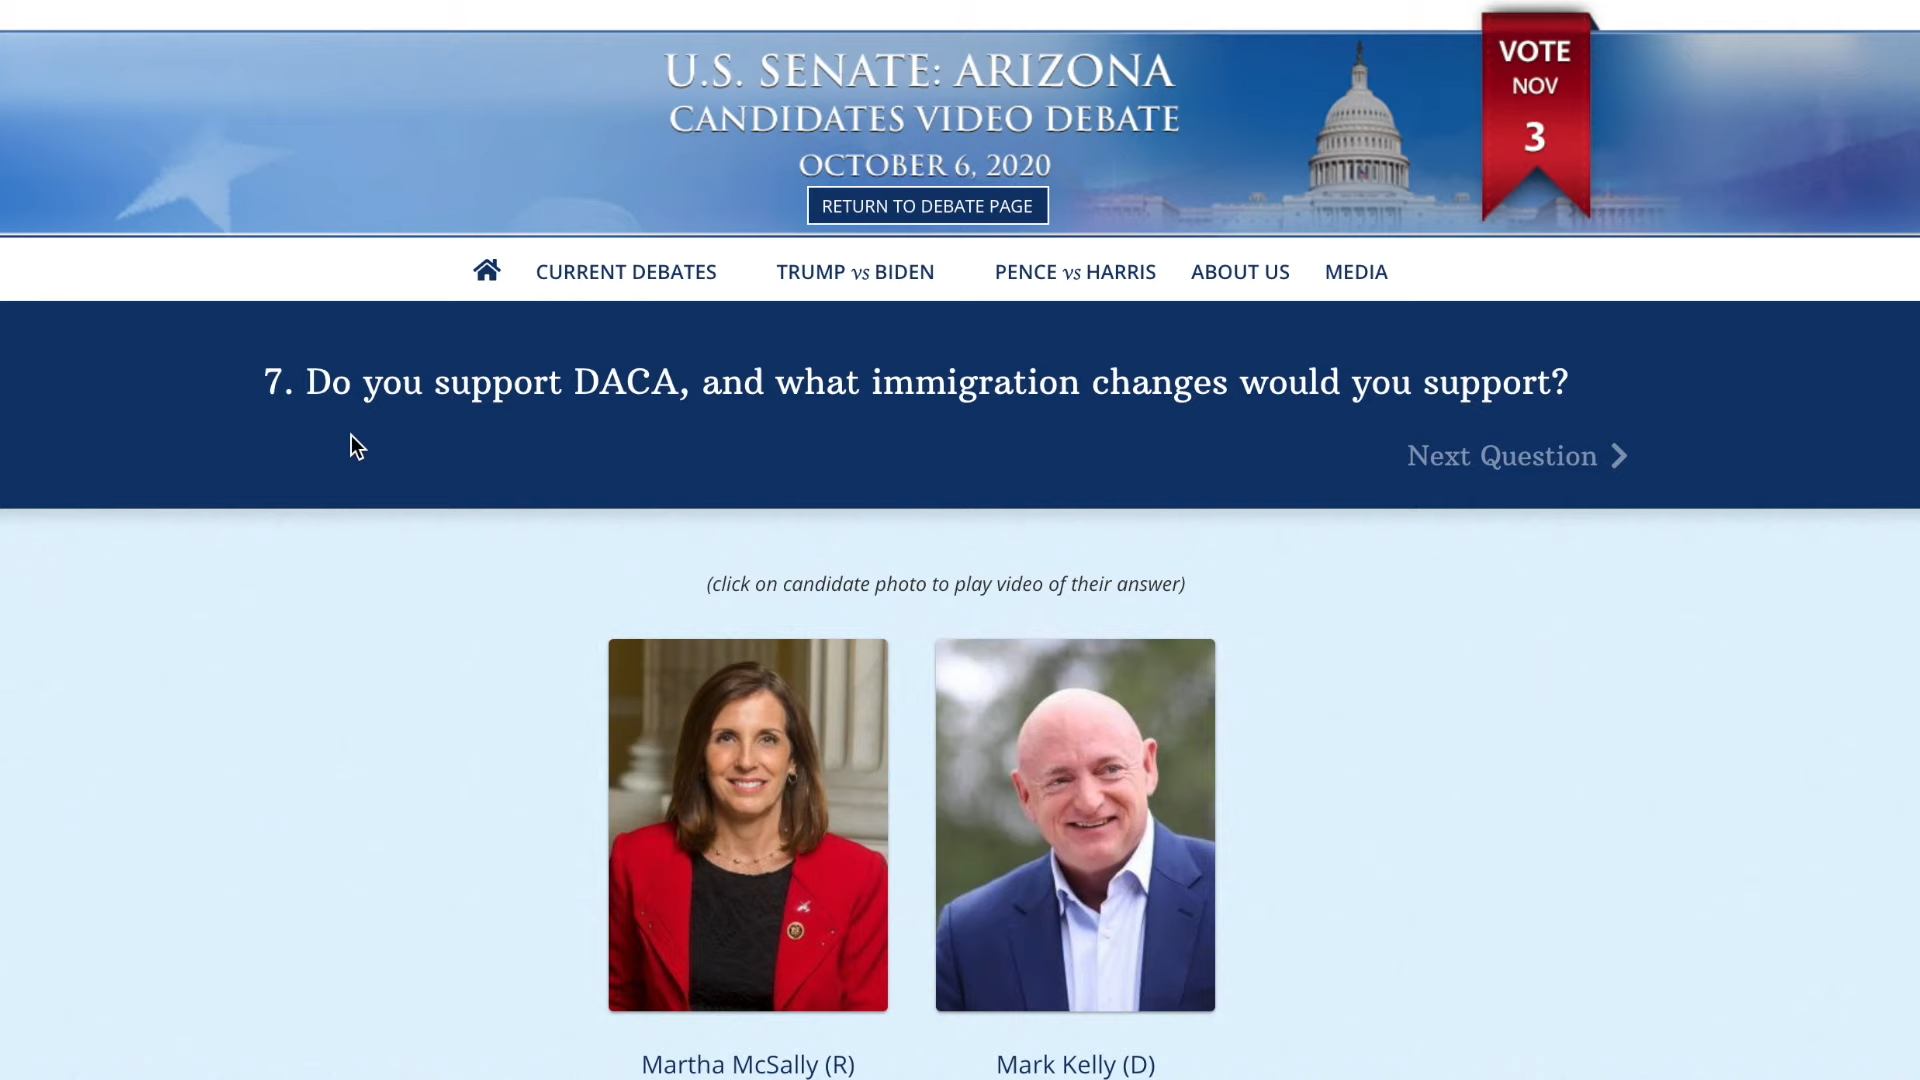 U.S. SENATE: ARIZONA
CANDIDATES VIDEO DEBATE
OCTOBER 6, 2020
RETURN TO DEBATE PAGE
VOTE
NOV
3
CURRENT DEBATES TRUMP vs BIDEN PENCE vs HARRIS ABOUT US MEDIA
7. Do you support DACA, and what immigration changes would you support?
Next Question
(click on candidate photo to play video of their answer)
Martha McSally (R) Mark Kelly (D)